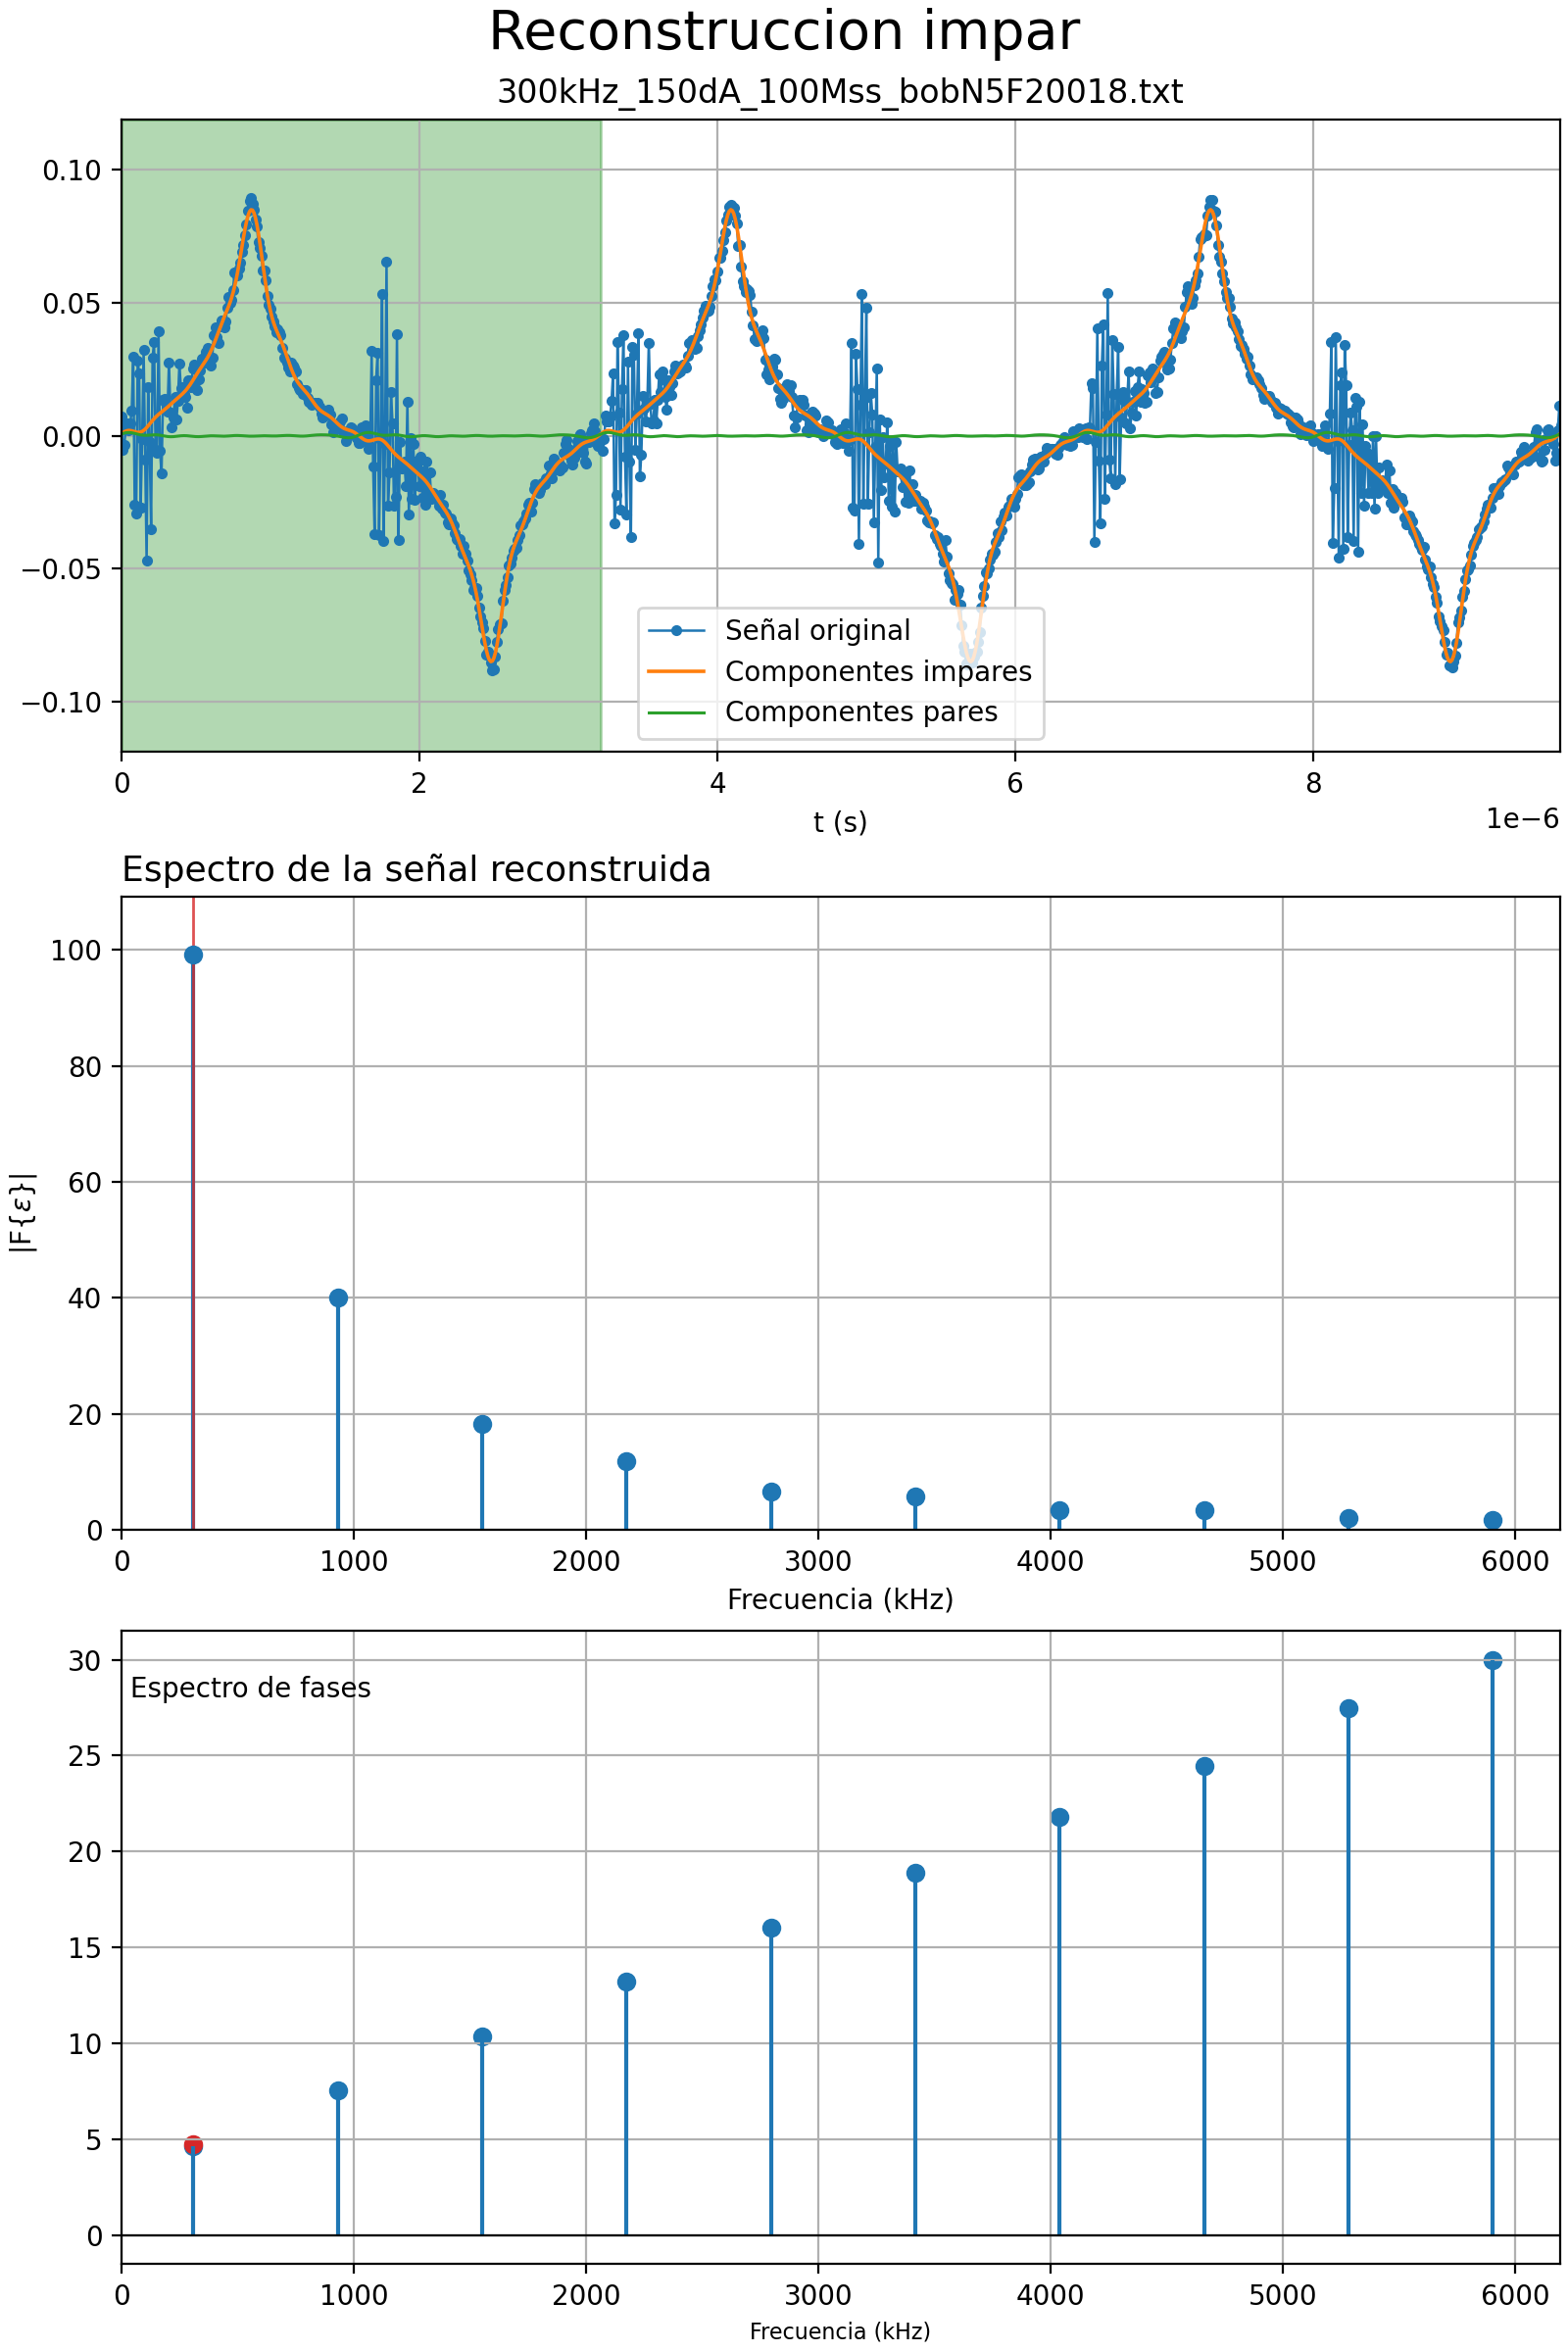 Reconstruccion impar
300kHz_150dA_100Mss_bobN5F20018.txt
0.10
0.05
0.00
−0.05
−0.10
Señal original
Componentes impares
Componentes pares
0 2 4 6 8
t (s)
1e−6
Espectro de la señal reconstruida
100
80
60
40
20
0
|F{ε}|
0 1000 2000 3000 4000 5000 6000
Frecuencia (kHz)
30
25
20
15
10
5
0
Espectro de fases
0 1000 2000 3000 4000 5000 6000
Frecuencia (kHz)